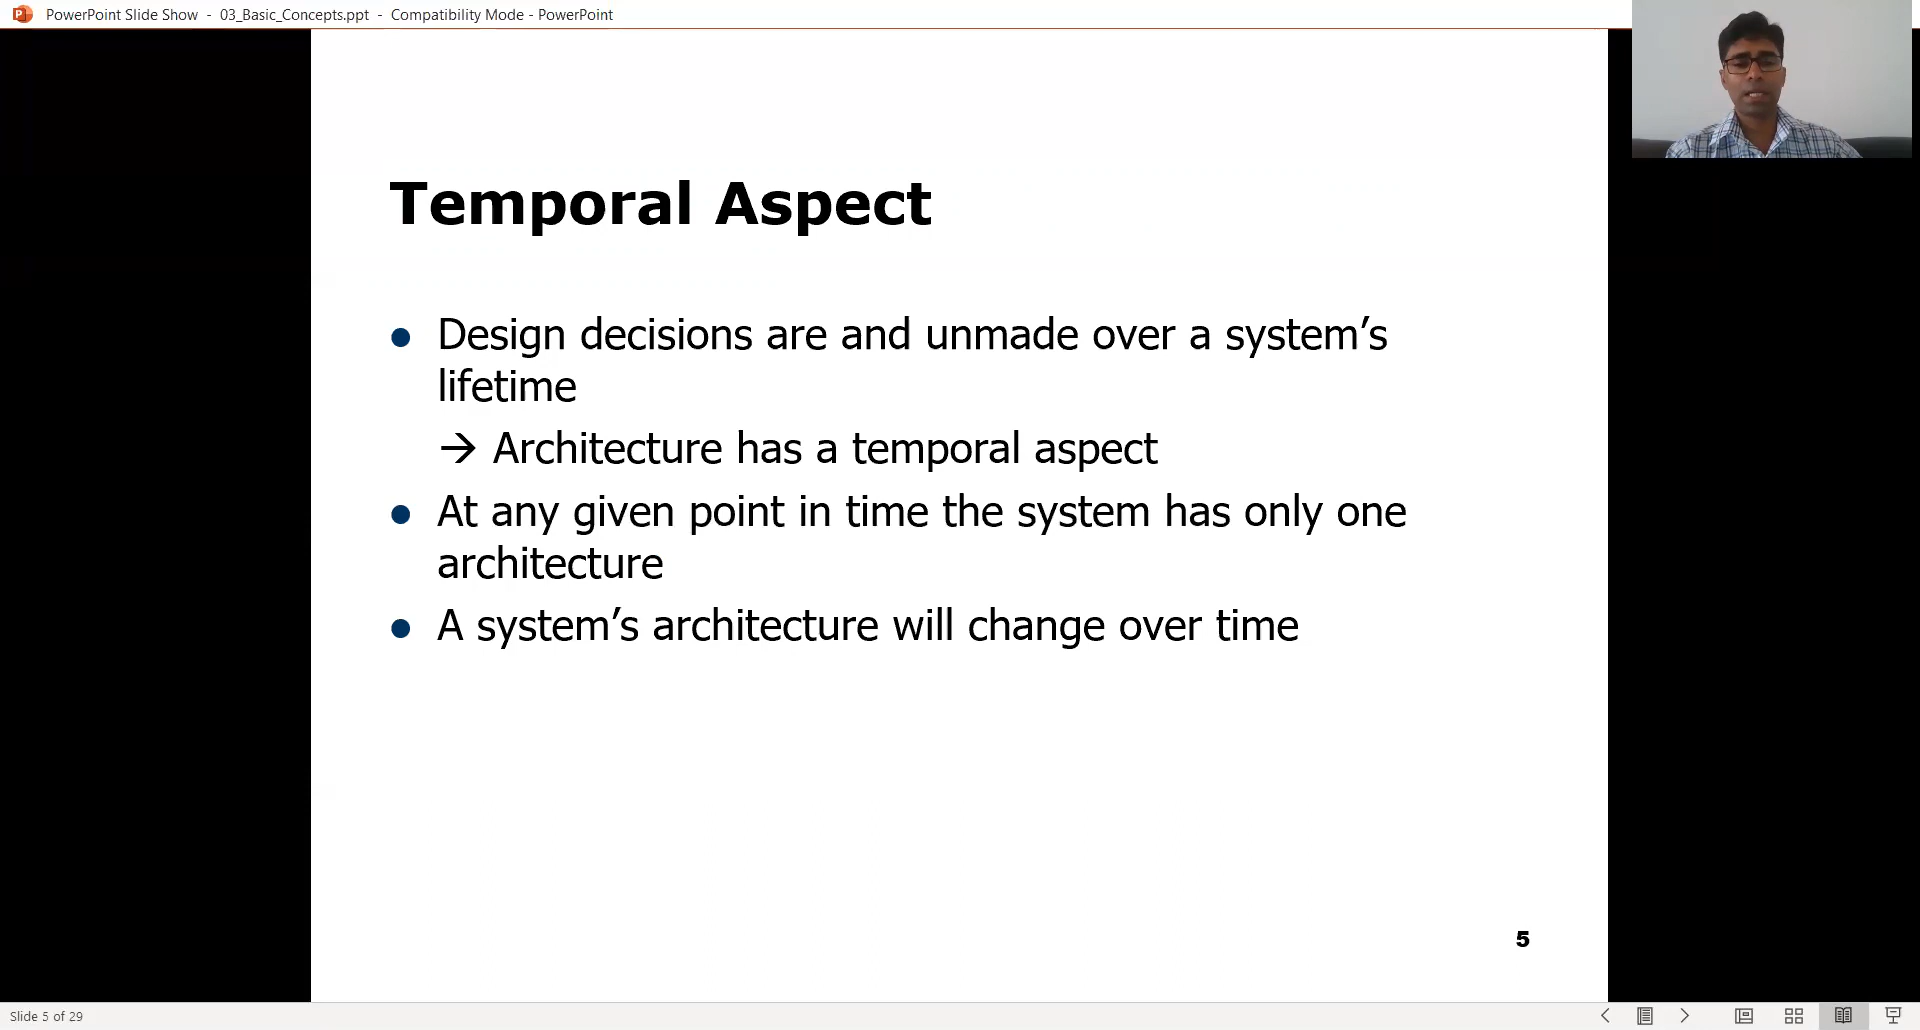 PowerPoint Slide Show - 03_Basic_Concepts.ppt - Compatibility Mode - PowerPoint
Temporal Aspect
● Design decisions are and unmade over a system’s
lifetime
→ Architecture has a temporal aspect
● At any given point in time the system has only one
architecture
● A system’s architecture will change over time
5
Slide 5 of 29